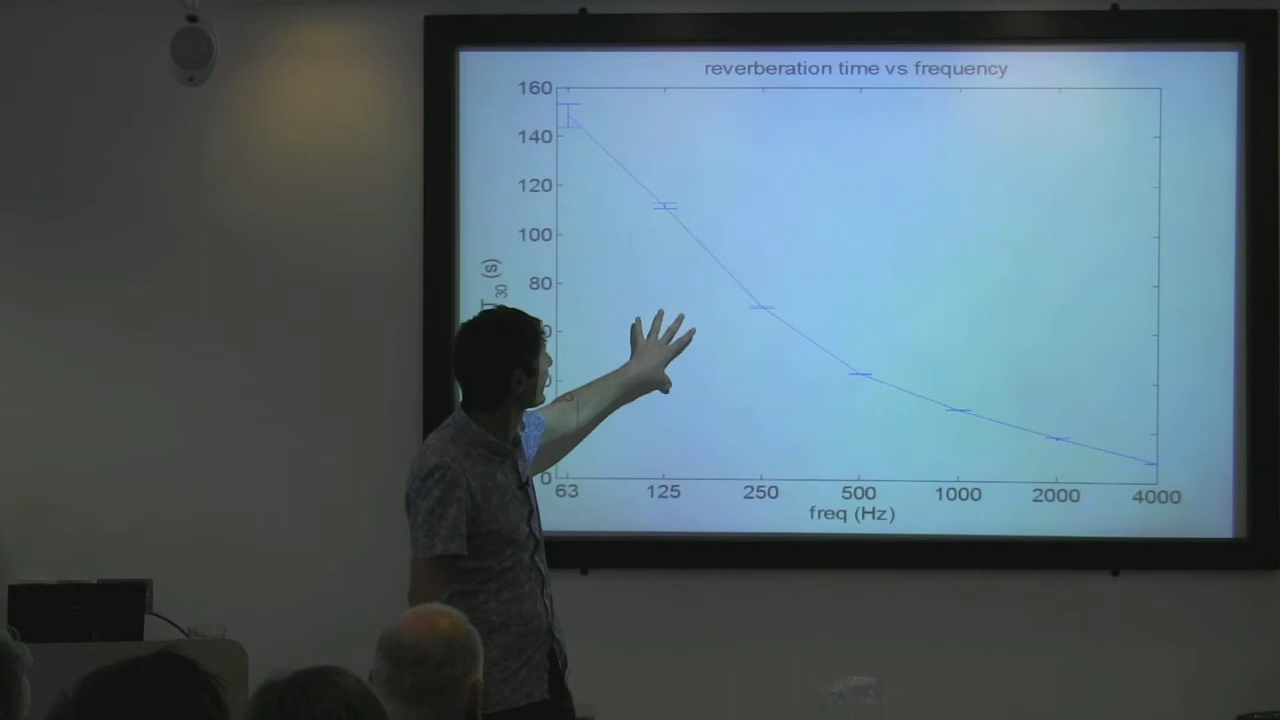 reverberation time vs frequency
160
140
120
100
80
0
30 (s)
63 125 250 500 1000 2000 4000
freq (Hz)